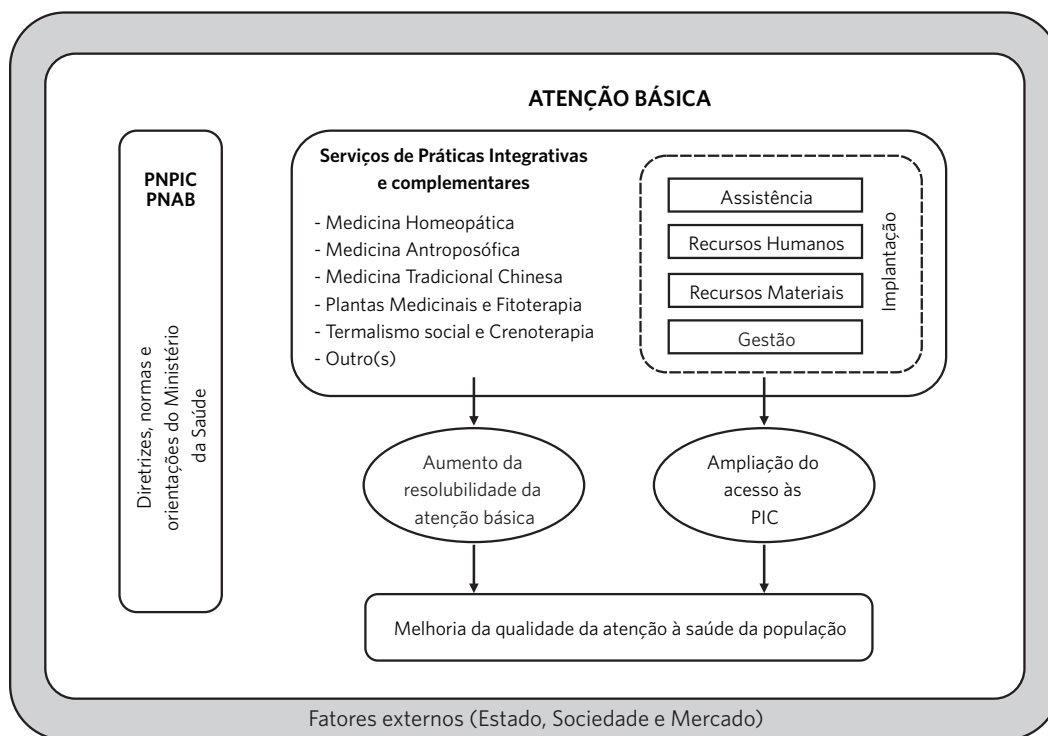 ATENÇÃO BÁSICA
PNPIC
PNAB
Diretrizes, normas e
orientações do Ministério
da Saúde
Serviços de Práticas Integrativas
e complementares
- Medicina Homeopática
- Medicina Antroposófica
- Medicina Tradicional Chinesa
- Plantas Medicinais e Fitoterapia
- Termalismo social e Crenoterapia
- Outro(s)
Assistência
Recursos Humanos
Recursos Materiais
Gestão
Implantação
Aumento da
resolubilidade da
atenção básica
Ampliação do
acesso às
PIC
Melhoria da qualidade da atenção à saúde da população
Fatores externos (Estado, Sociedade e Mercado)